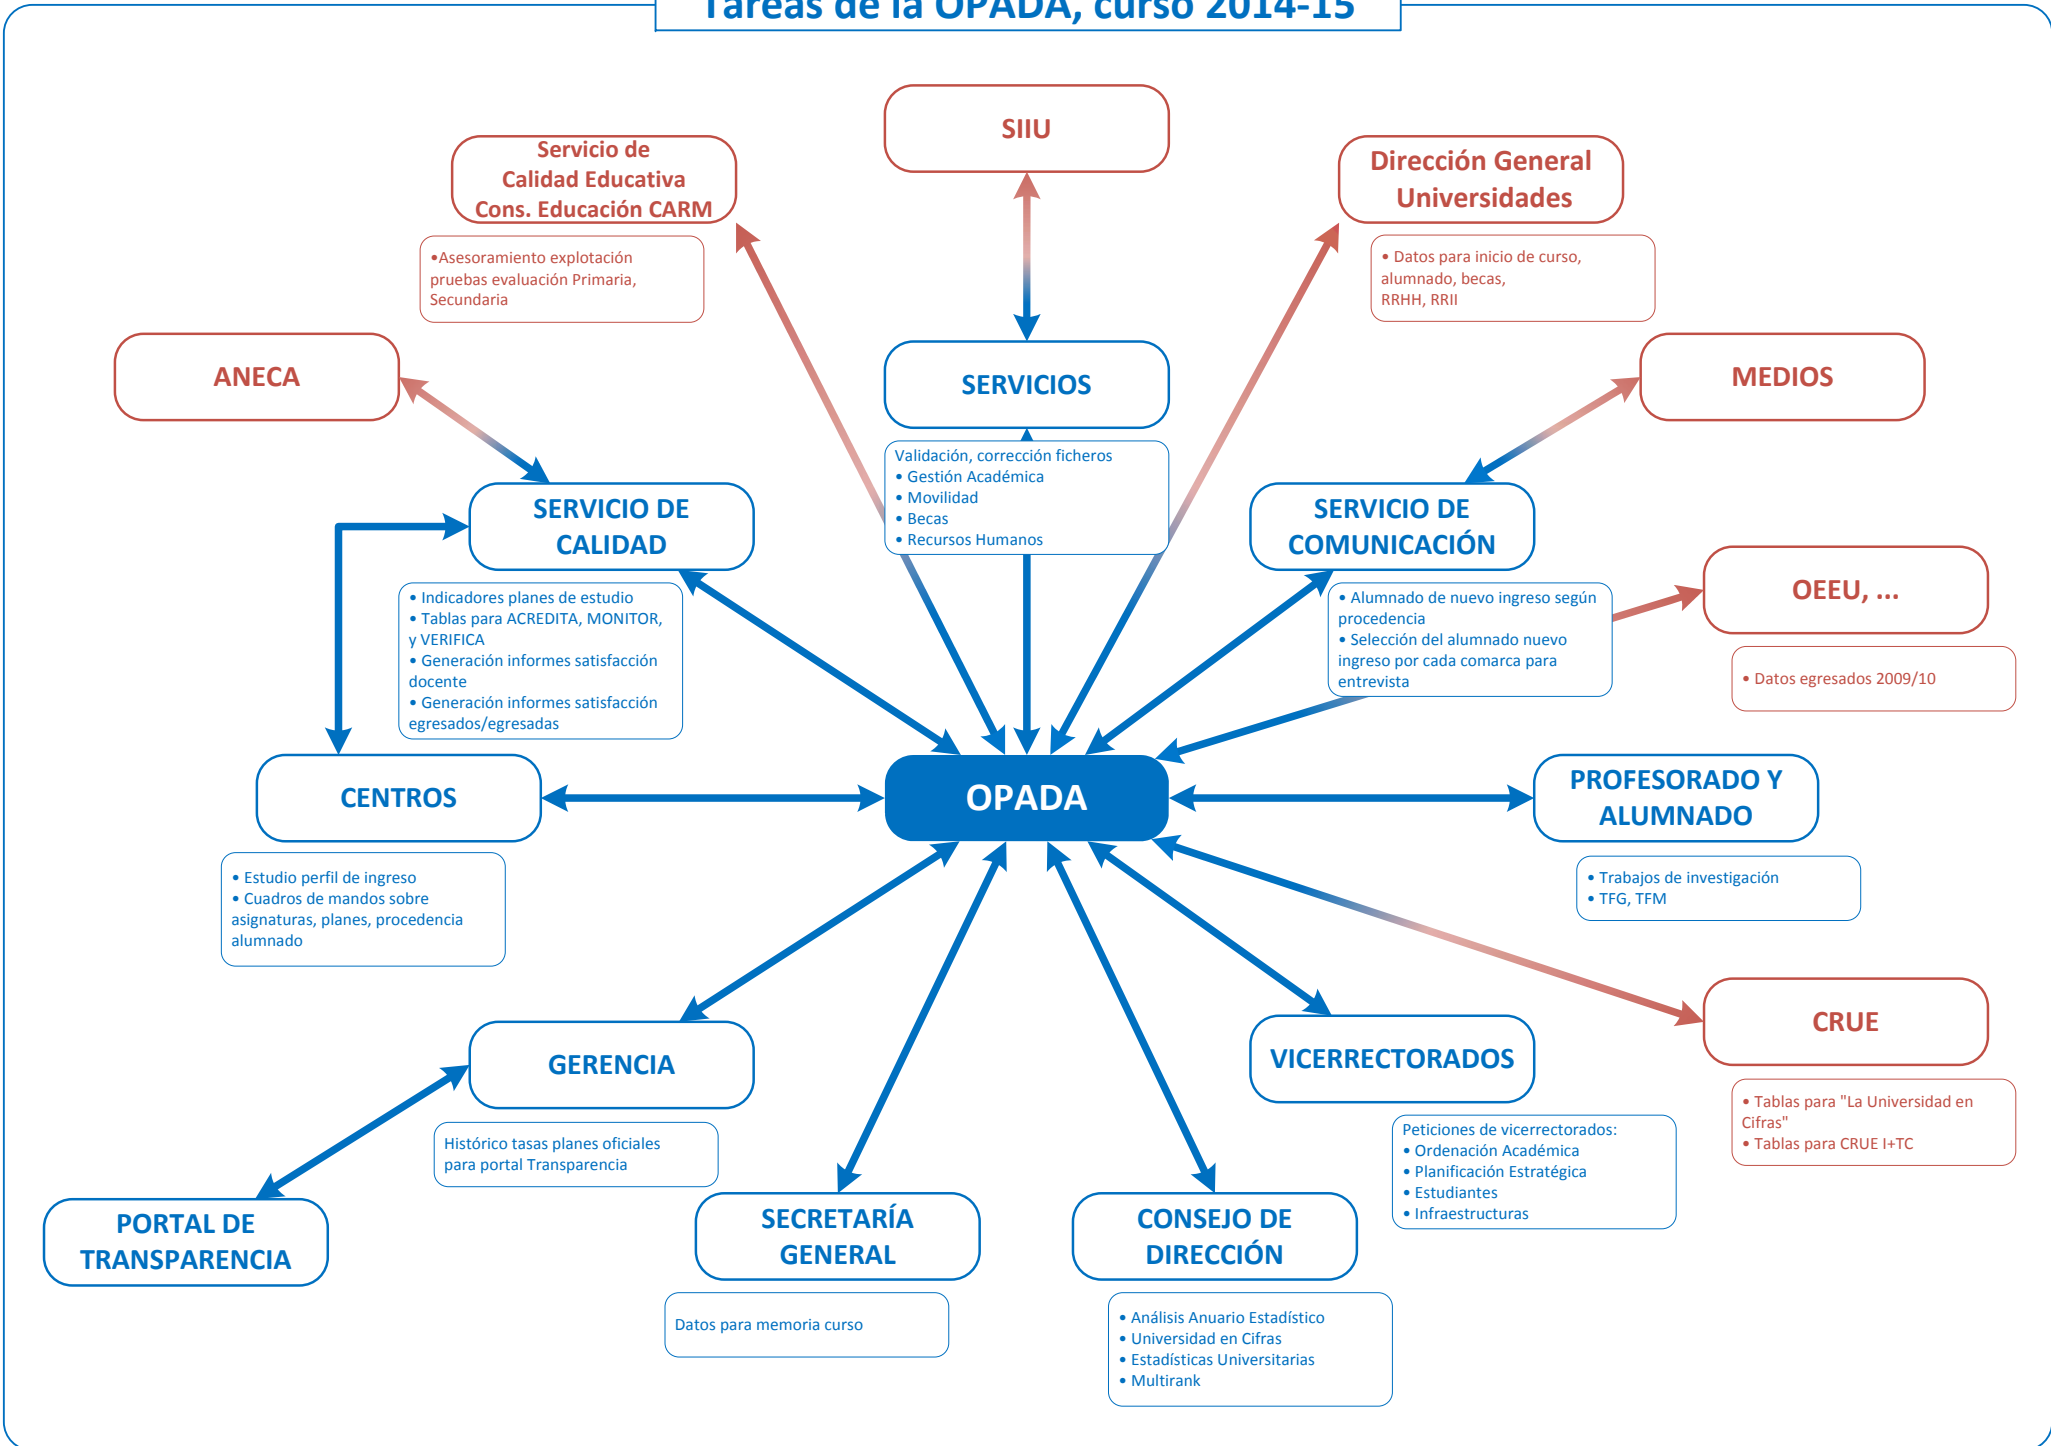 Tareas de la OPADA, curso 2014-15
SIIU
Servicio de
Calidad Educativa
Cons. Educación CARM
Dirección General
Universidades
•Asesoramiento explotación
pruebas evaluación Primaria,
Secundaria
• Datos para inicio de curso,
alumnado, becas,
RRHH, RRII
ANECA
SERVICIOS
MEDIOS
Validación, corrección ficheros
• Gestión Académica
• Movilidad
• Becas
• Recursos Humanos
SERVICIO DE
CALIDAD
SERVICIO DE
COMUNICACIÓN
OEEU, ...
• Indicadores planes de estudio
• Tablas para ACREDITA, MONITOR,
y VERIFICA
• Generación informes satisfacción
docente
• Generación informes satisfacción
egresados/egresadas
• Alumnado de nuevo ingreso según
procedencia
• Selección del alumnado nuevo
ingreso por cada comarca para
entrevista
• Datos egresados 2009/10
CENTROS
OPADA
PROFESORADO Y
ALUMNADO
• Estudio perfil de ingreso
• Cuadros de mandos sobre
asignaturas, planes, procedencia
alumnado
• Trabajos de investigación
• TFG, TFM
GERENCIA
VICERRECTORADOS
CRUE
Histórico tasas planes oficiales
para portal Transparencia
Peticiones de vicerrectorados:
• Ordenación Académica
• Planificación Estratégica
• Estudiantes
• Infraestructuras
• Tablas para "La Universidad en
Cifras"
• Tablas para CRUE I+TC
PORTAL DE
TRANSPARENCIA
SECRETARÍA
GENERAL
CONSEJO DE
DIRECCIÓN
Datos para memoria curso
• Análisis Anuario Estadístico
• Universidad en Cifras
• Estadísticas Universitarias
• Multirank